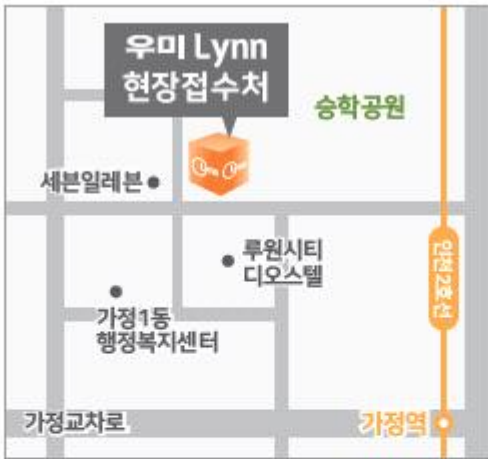 우미 Lynn
현장접수처
승학공원
Lynn Lynn
세븐일레븐
루원시티
디오스텔
인천2호선
가정1동
행정복지센터
가정교차로
가정역